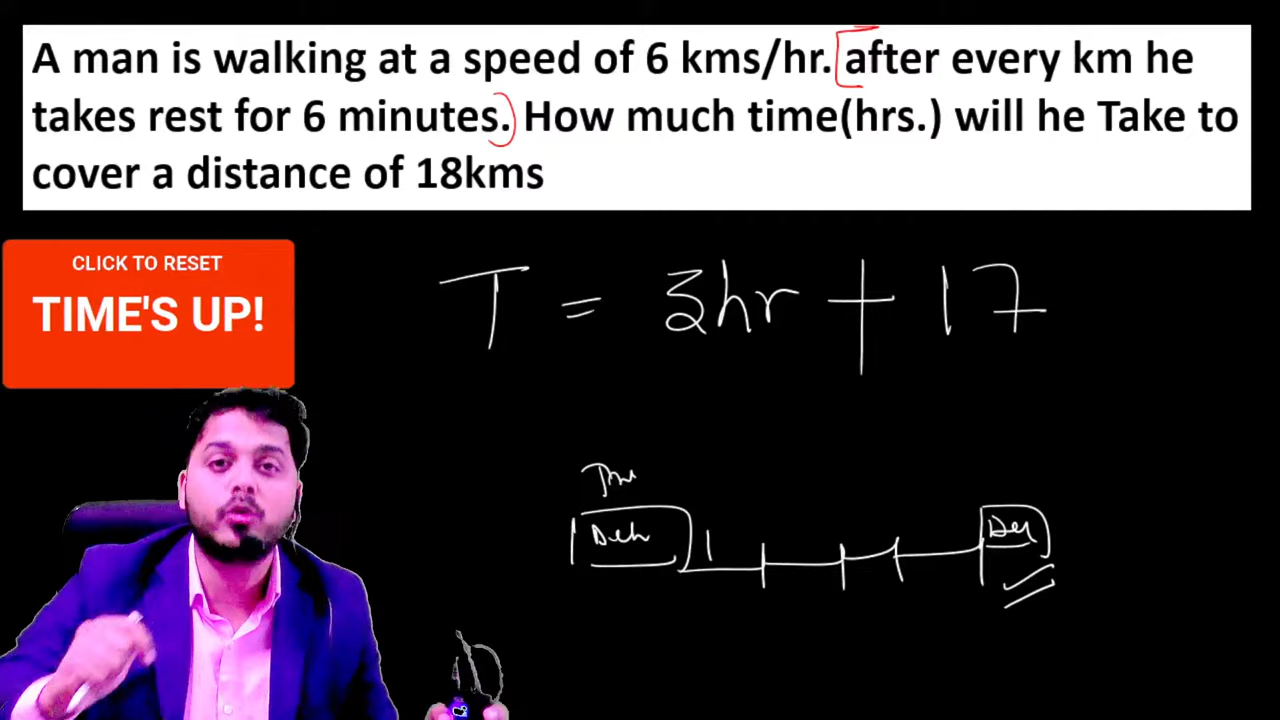 A man is walking at a speed of 6 kms/hr. after every km he
takes rest for 6 minutes. How much time(hrs.) will he Take to
cover a distance of 18kms
CLICK TO RESET
TIME'S UP!
T = 3hr + 17